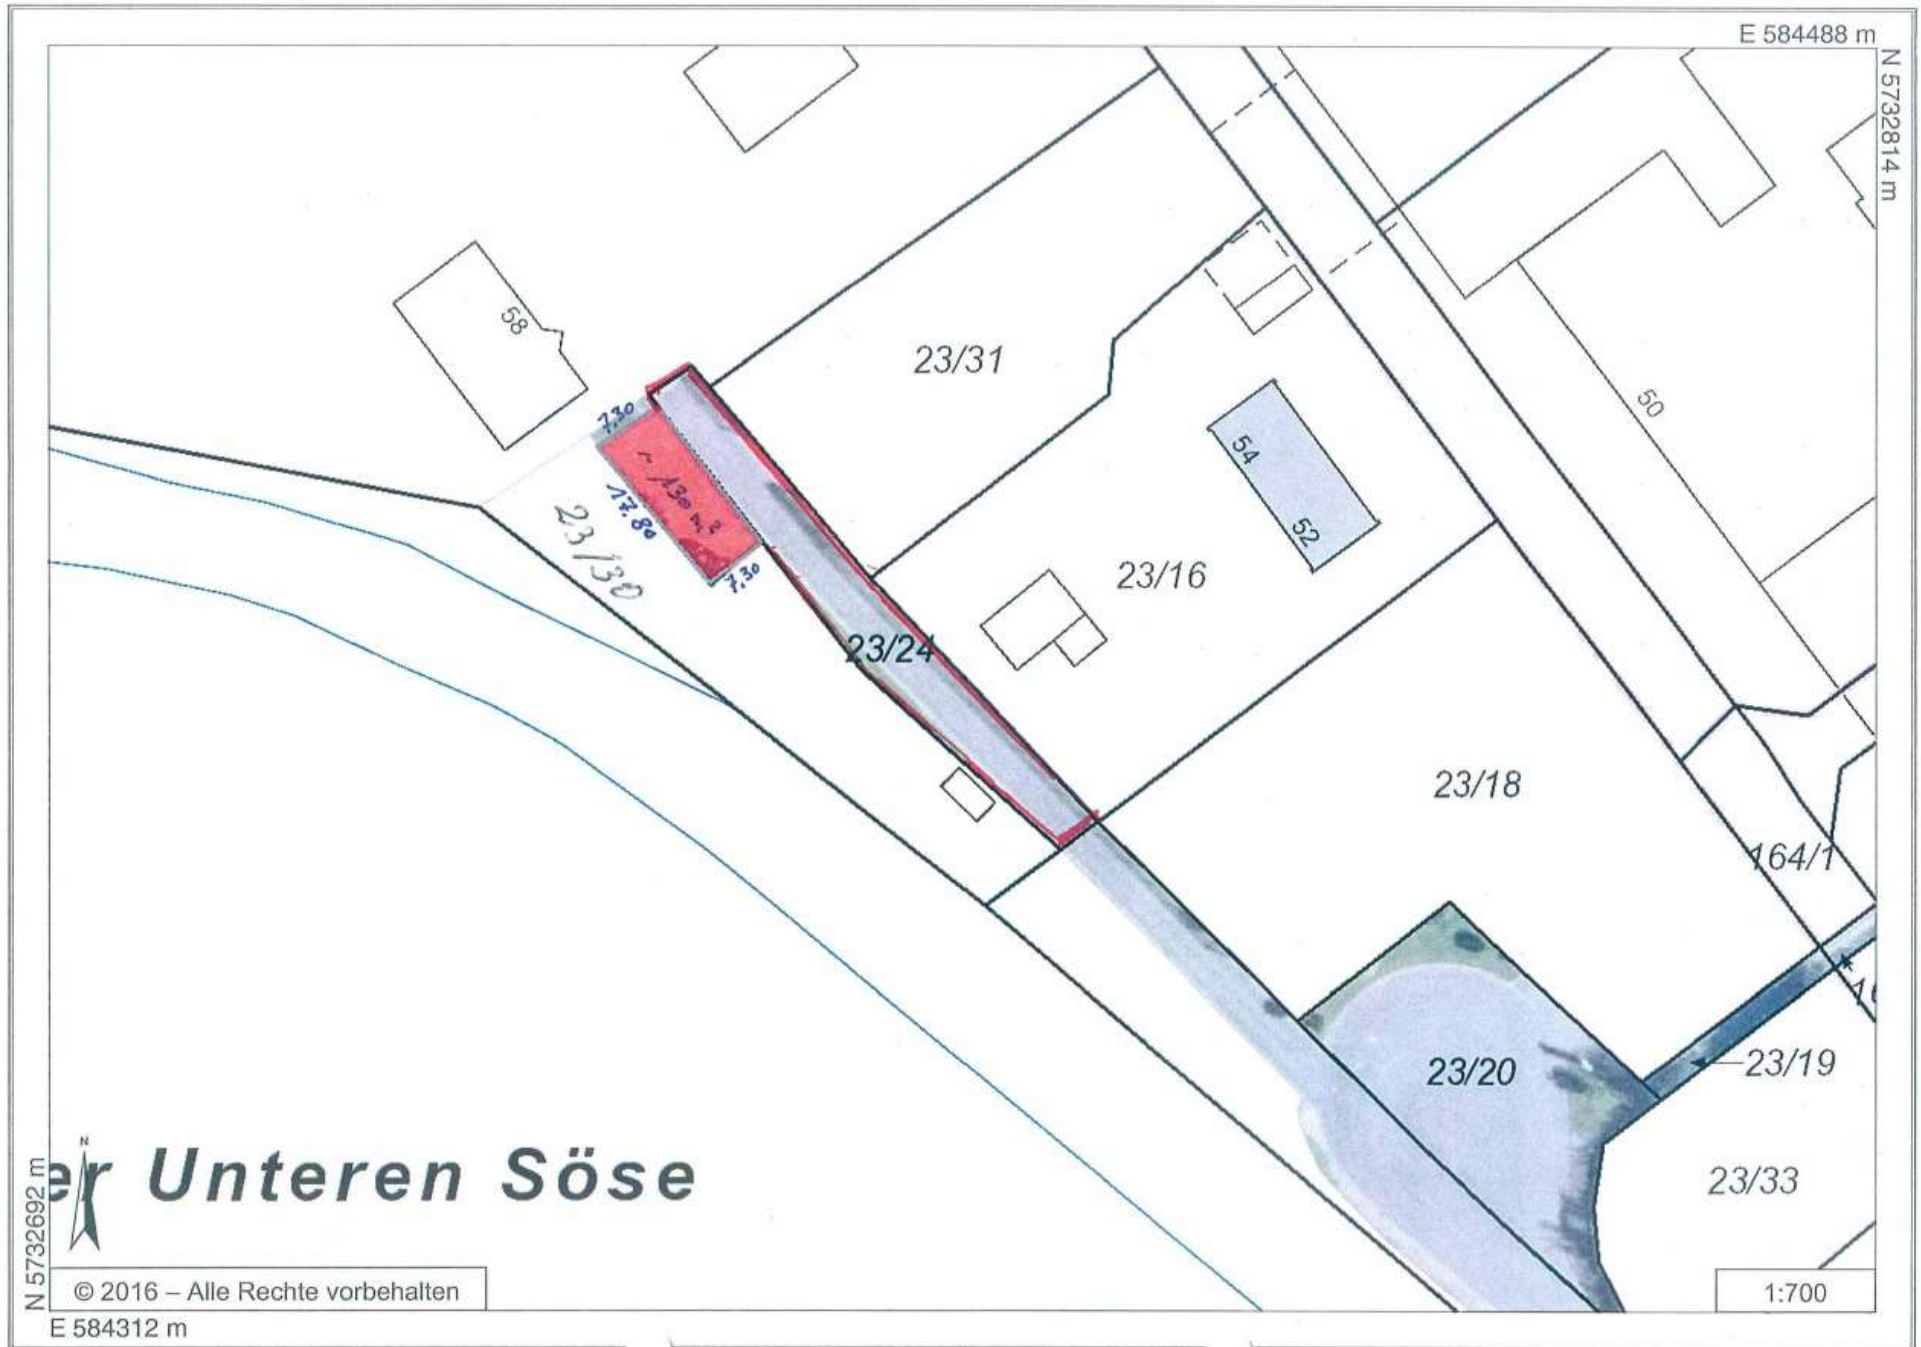 E 584488 m
N 5732814 m
58
23/31
50
7,30
54
~ 130 m²
17,80
52
23/30
7,30
23/16
23/24
23/18
164/1
23/20
23/19
23/33
er Unteren Söse
N
N 5732692 m
© 2016 – Alle Rechte vorbehalten
1:700
E 584312 m